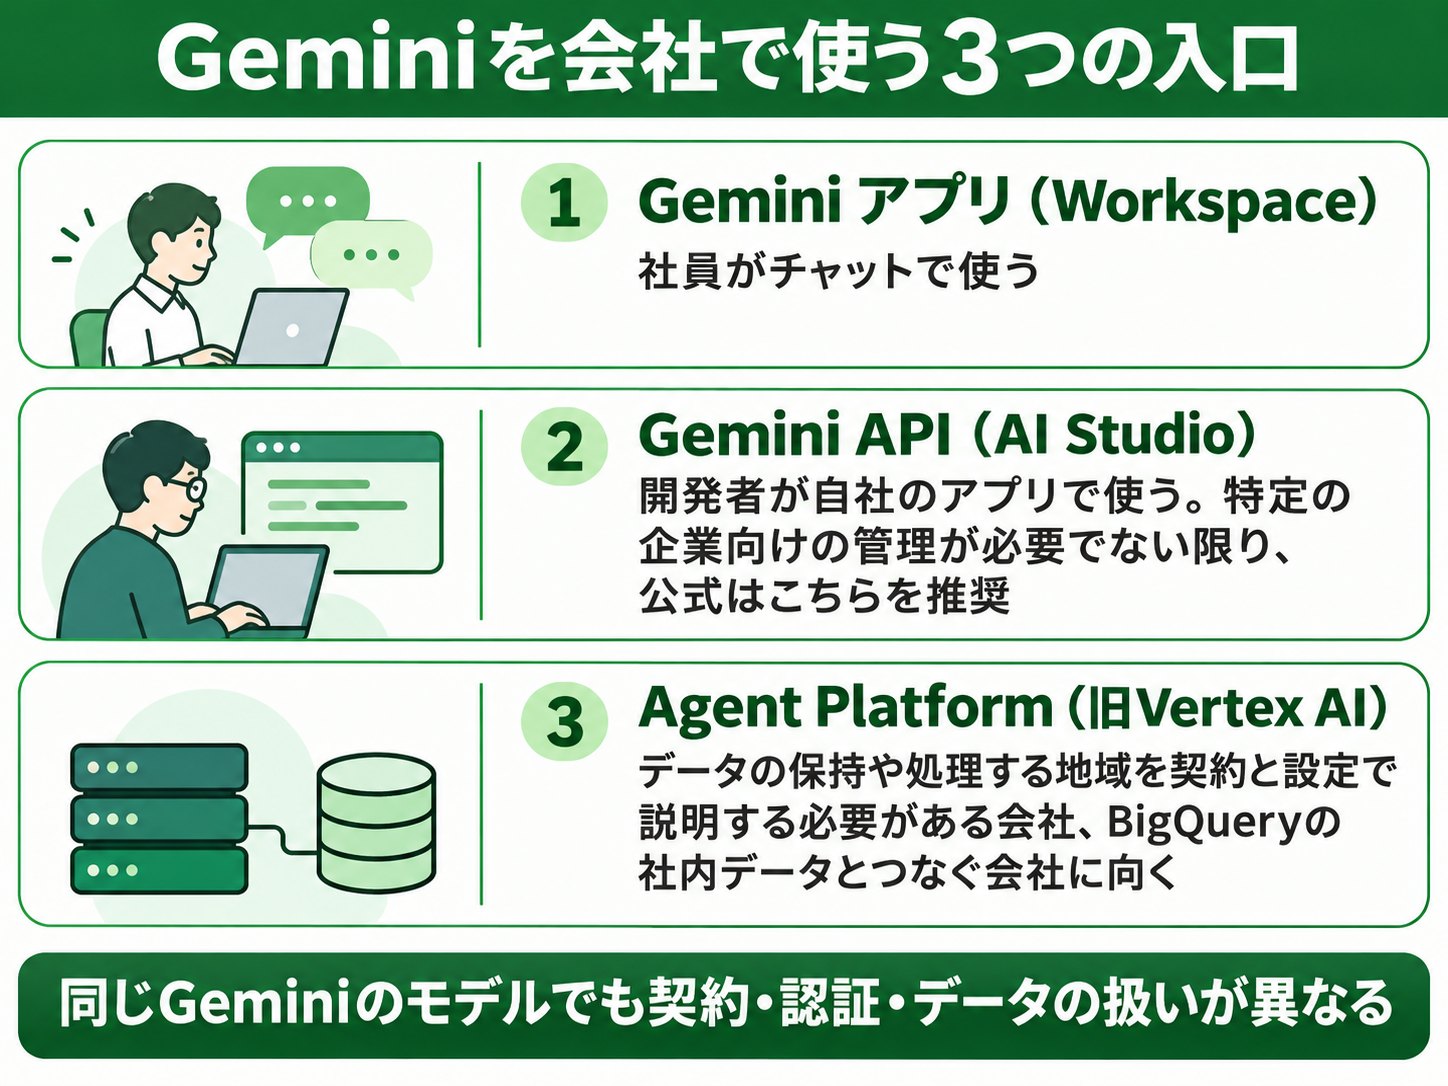 Geminiを会社で使う3つの入口
1
Gemini アプリ（Workspace）
社員がチャットで使う
2
Gemini API（AI Studio）
開発者が自社のアプリで使う。特定の
企業向けの管理が必要でない限り、
公式はこちらを推奨
3
Agent Platform（旧Vertex AI）
データの保持や処理する地域を契約と設定で
説明する必要がある会社、BigQueryの
社内データとつなぐ会社に向く
同じGeminiのモデルでも契約・認証・データの扱いが異なる